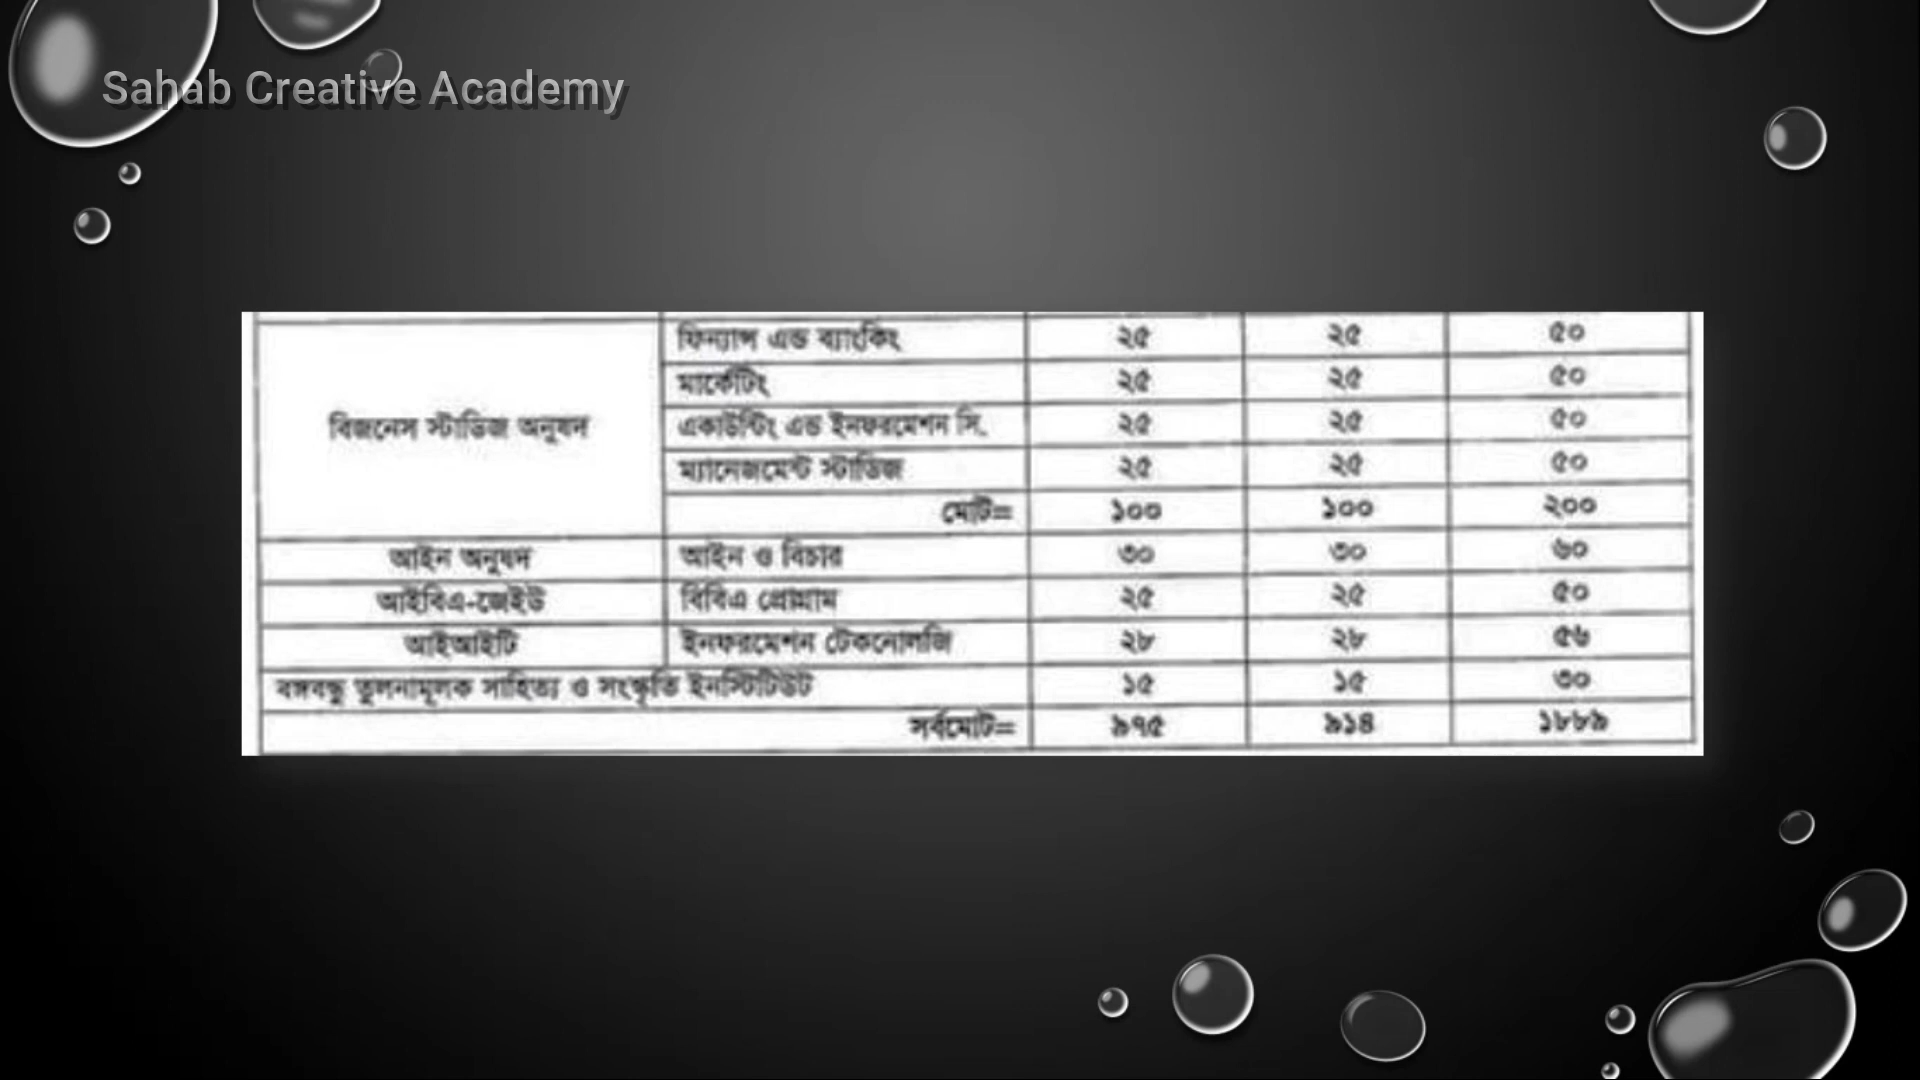 Sahab Creative Academy
ফিন্যান্স এন্ড ব্যাংকিং ২৫ ২৫ ৫০
মার্কেটিং ২৫ ২৫ ৫০
বিজনেস স্টাডিজ অনুষদ একাউন্টিং এন্ড ইনফরমেশন সি. ২৫ ২৫ ৫০
ম্যানেজমেন্ট স্টাডিজ ২৫ ২৫ ৫০
মোট= ১০০ ১০০ ২০০
আইন অনুষদ আইন ও বিচার ৩০ ৩০ ৬০
আইবিএ-জেইউ বিবিএ প্রোগ্রাম ২৫ ২৫ ৫০
আইআইটি ইনফরমেশন টেকনোলজি ২৮ ২৮ ৫৬
বঙ্গবন্ধু তুলনামূলক সাহিত্য ও সংস্কৃতি ইনস্টিটিউট ১৫ ১৫ ৩০
সর্বমোট= ৯৭৫ ৯১৪ ১৮৮৯